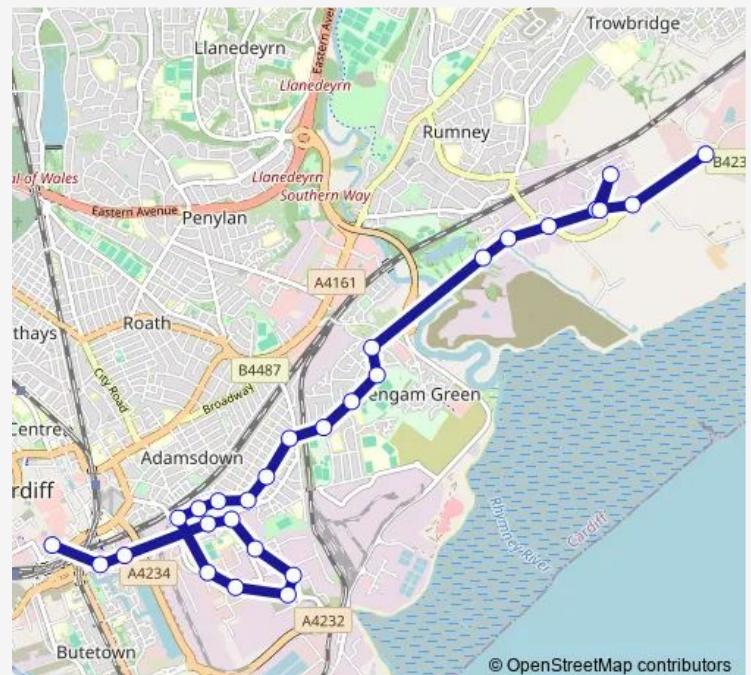 Trowbridge
Llanedeyrn
Eastern Aven
Llanedeyrn
Rumney
al of Wales
Llanedeyrn
Southern Way
B423
Eastern Avenue
Penylan
A4161
thays
Roath
B4487
City Road
Broadway
engam Green
Centre
Adamsdown
rdiff
Rhymney River
Cardiff
A4234
A4232
Butetown
© OpenStreetMap contributors